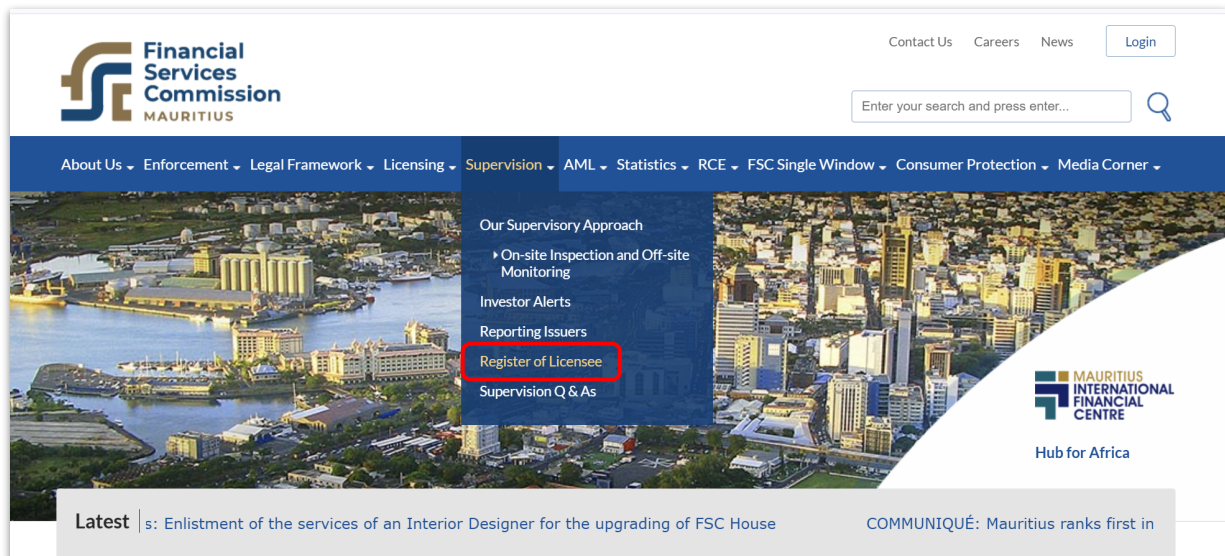 Financial
Services
Commission
MAURITIUS
Contact Us Careers News Login
Enter your search and press enter...
About Us Enforcement Legal Framework Licensing Supervision AML Statistics RCE FSC Single Window Consumer Protection Media Corner
Our Supervisory Approach
On-site Inspection and Off-site
Monitoring
Investor Alerts
Reporting Issuers
Register of Licensee
Supervision Q & As
MAURITIUS
INTERNATIONAL
FINANCIAL
CENTRE
Hub for Africa
Latest s: Enlistment of the services of an Interior Designer for the upgrading of FSC House COMMUNIQUÉ: Mauritius ranks first in